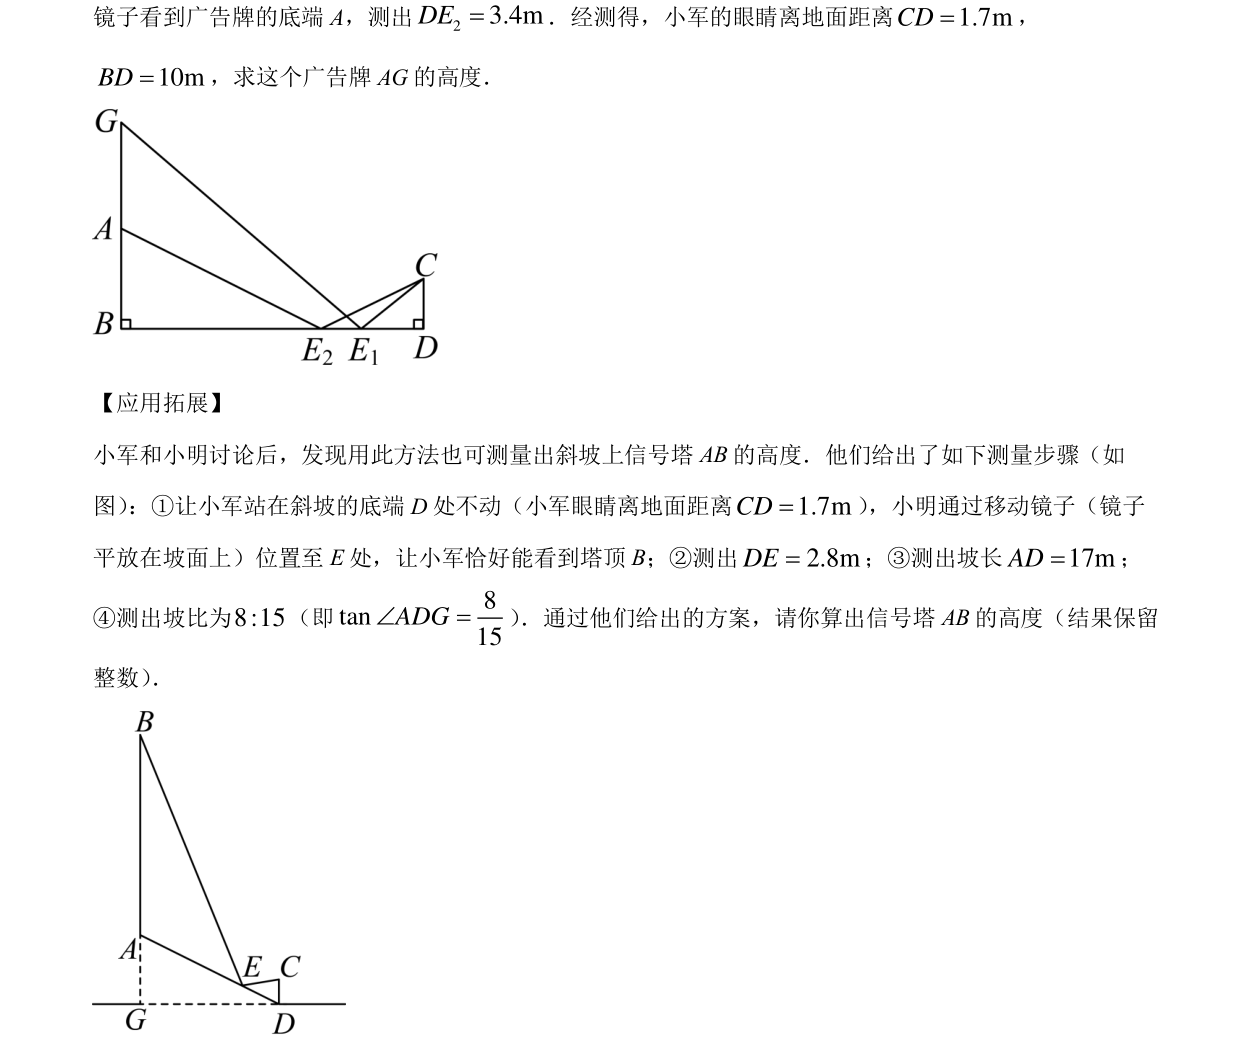 镜子看到广告牌的底端 A，测出 DE₂ = 3.4m．经测得，小军的眼睛离地面距离 CD = 1.7m，
BD = 10m，求这个广告牌 AG 的高度．
G
A
C
B
E₂ E₁ D
【应用拓展】
小军和小明讨论后，发现用此方法也可测量出斜坡上信号塔 AB 的高度．他们给出了如下测量步骤（如
图）：①让小军站在斜坡的底端 D 处不动（小军眼睛离地面距离 CD = 1.7m），小明通过移动镜子（镜子
平放在坡面上）位置至 E 处，让小军恰好能看到塔顶 B；②测出 DE = 2.8m；③测出坡长 AD = 17m；
④测出坡比为 8:15（即 tan ∠ADG = 8/15）．通过他们给出的方案，请你算出信号塔 AB 的高度（结果保留
整数）．
B
A
E C
G D